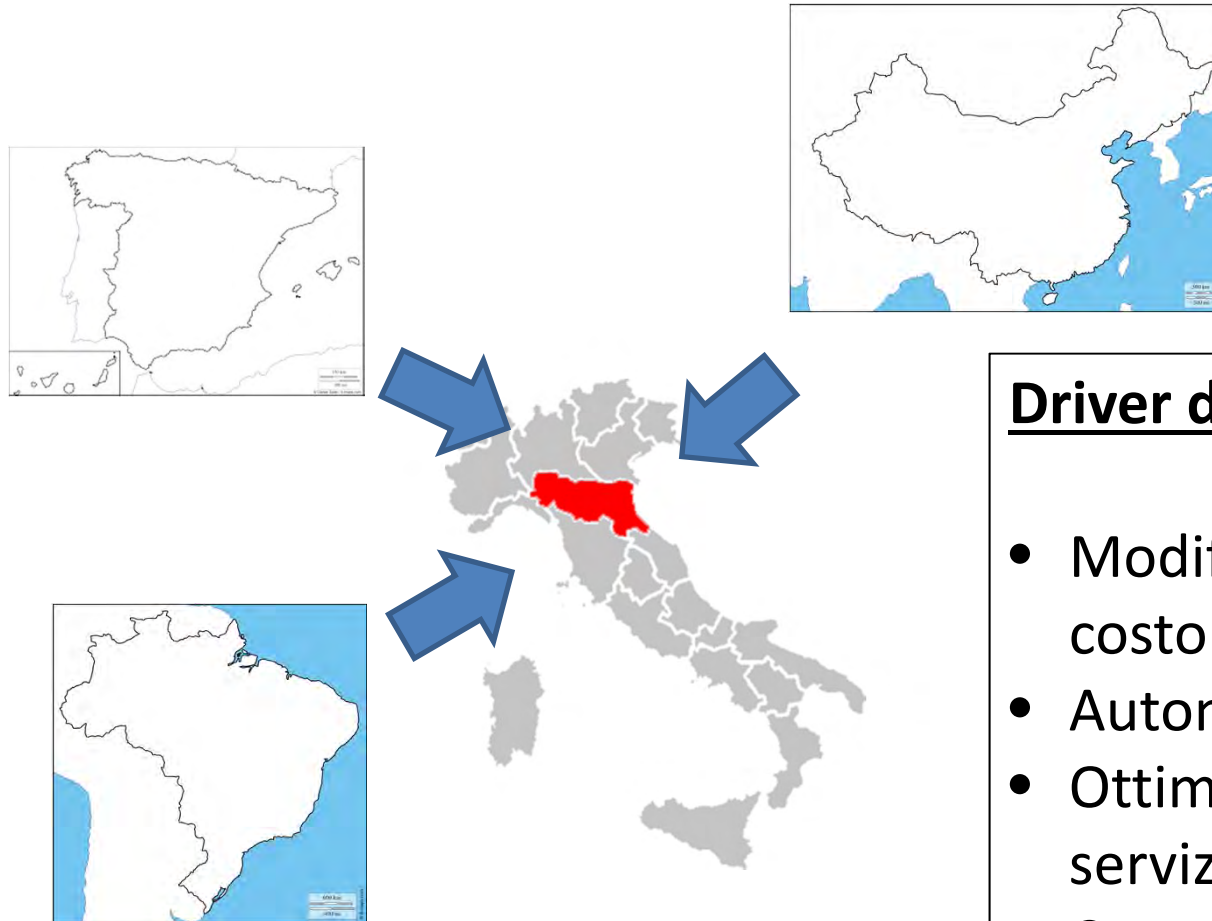 Driver d
• Modif
costo
• Autor
• Ottim
serviz